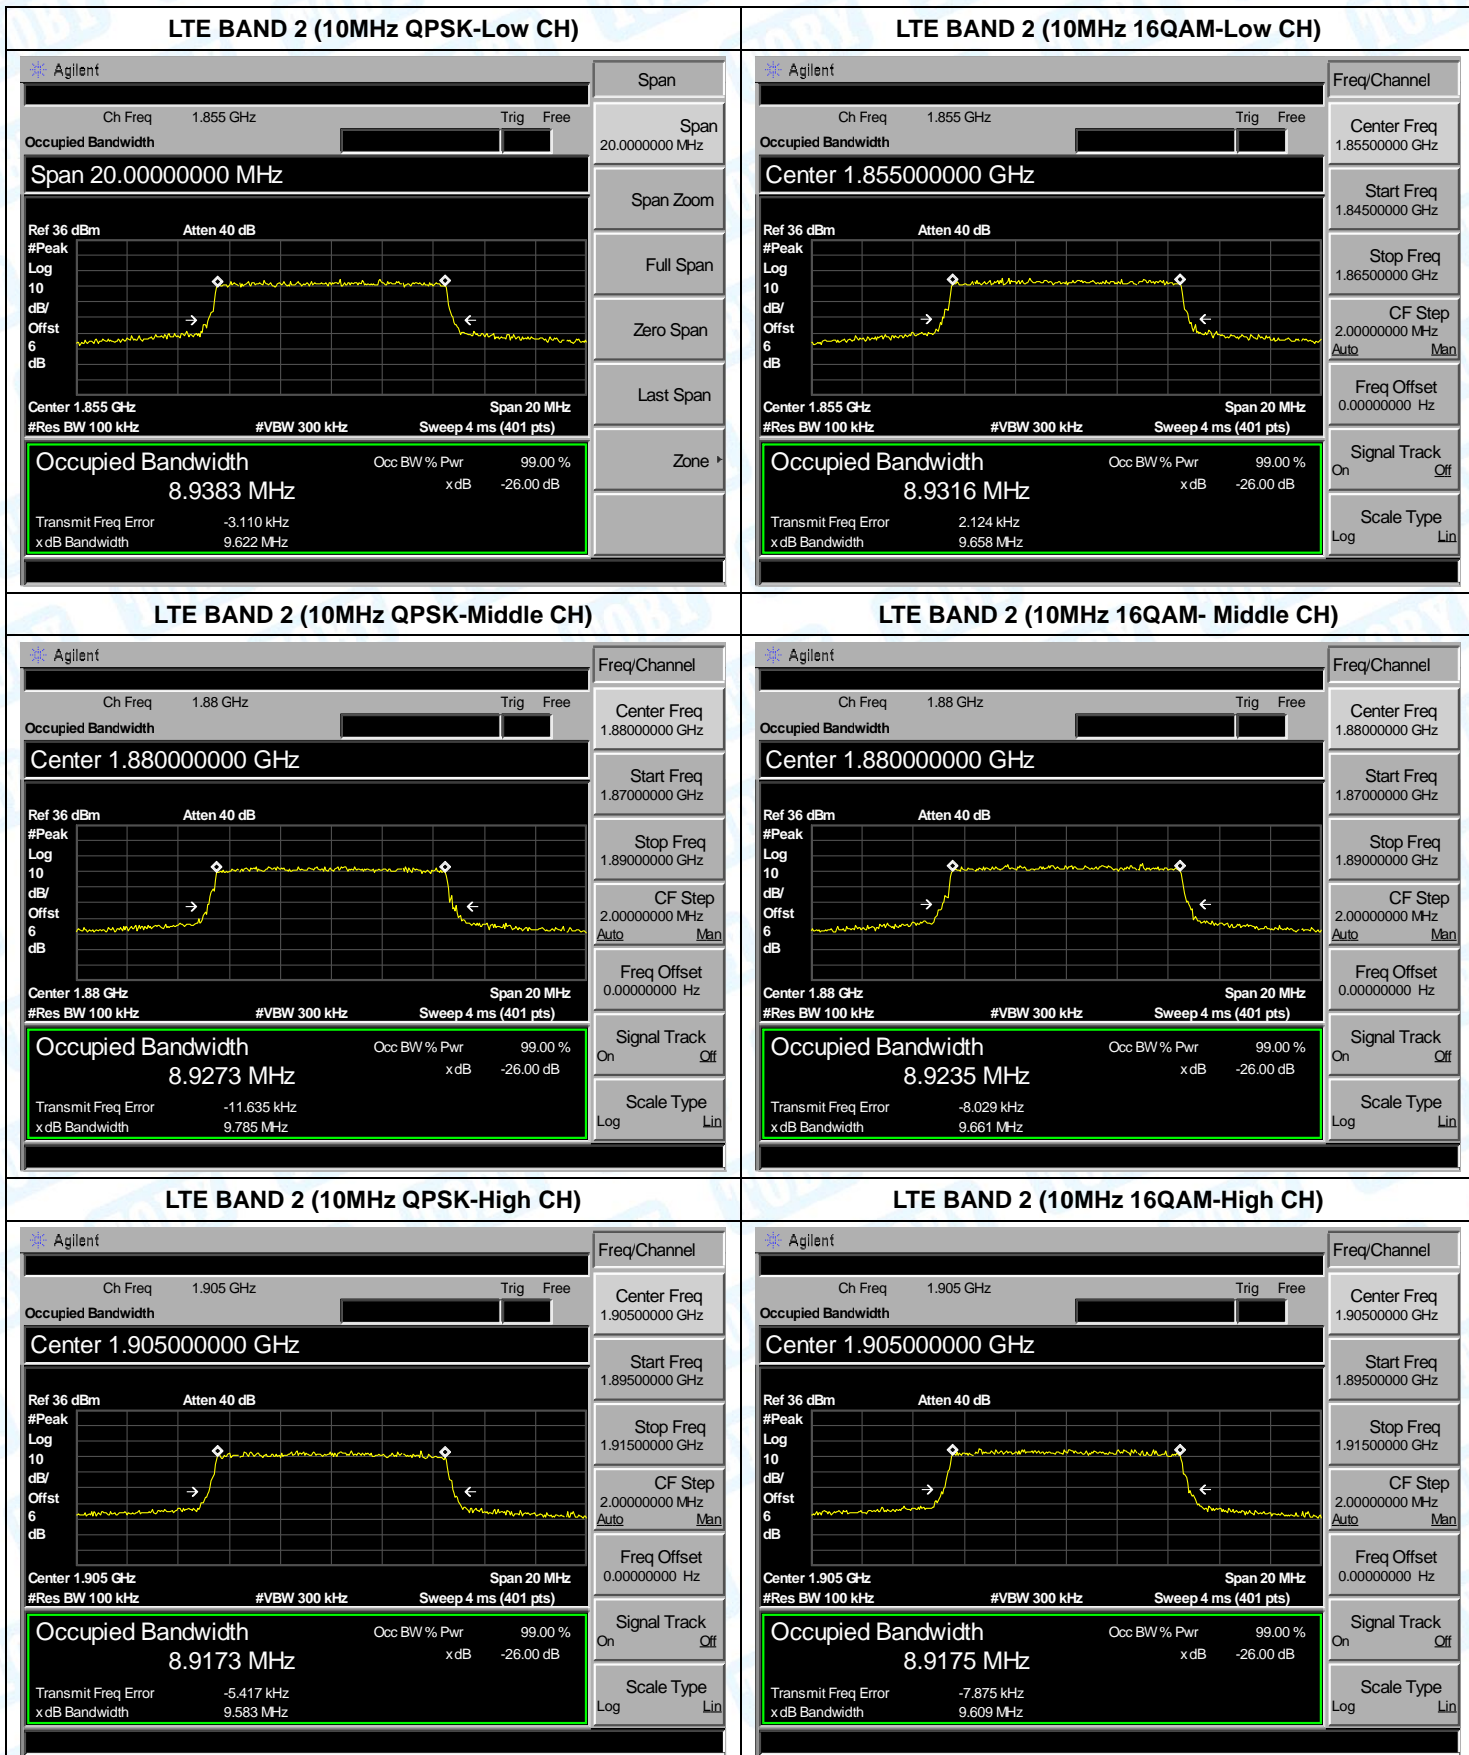 LTE BAND 2 (10MHz QPSK-Low CH)
Agilent
Span
Ch Freq 1.855 GHz Trig Free
Occupied Bandwidth
Span 20.00000000 MHz
Span
20.0000000 MHz
Span Zoom
Full Span
Zero Span
Last Span
Zone
Ref 36 dBm Atten 40 dB
#Peak
Log
10
dB/
Offst
6
dB
Center 1.855 GHz Span 20 MHz
#Res BW 100 kHz #VBW 300 kHz Sweep 4 ms (401 pts)
Occupied Bandwidth Occ BW % Pwr 99.00 %
8.9383 MHz x dB -26.00 dB
Transmit Freq Error -3.110 kHz
x dB Bandwidth 9.622 MHz
LTE BAND 2 (10MHz 16QAM-Low CH)
Agilent
Freq/Channel
Ch Freq 1.855 GHz Trig Free
Occupied Bandwidth
Center 1.855000000 GHz
Center Freq
1.85500000 GHz
Start Freq
1.84500000 GHz
Stop Freq
1.86500000 GHz
CF Step
2.00000000 MHz
Auto Man
Freq Offset
0.00000000 Hz
Signal Track
On Off
Scale Type
Log Lin
Ref 36 dBm Atten 40 dB
#Peak
Log
10
dB/
Offst
6
dB
Center 1.855 GHz Span 20 MHz
#Res BW 100 kHz #VBW 300 kHz Sweep 4 ms (401 pts)
Occupied Bandwidth Occ BW % Pwr 99.00 %
8.9316 MHz x dB -26.00 dB
Transmit Freq Error 2.124 kHz
x dB Bandwidth 9.658 MHz
LTE BAND 2 (10MHz QPSK-Middle CH)
Agilent
Freq/Channel
Ch Freq 1.88 GHz Trig Free
Occupied Bandwidth
Center 1.880000000 GHz
Center Freq
1.88000000 GHz
Start Freq
1.87000000 GHz
Stop Freq
1.89000000 GHz
CF Step
2.00000000 MHz
Auto Man
Freq Offset
0.00000000 Hz
Signal Track
On Off
Scale Type
Log Lin
Ref 36 dBm Atten 40 dB
#Peak
Log
10
dB/
Offst
6
dB
Center 1.88 GHz Span 20 MHz
#Res BW 100 kHz #VBW 300 kHz Sweep 4 ms (401 pts)
Occupied Bandwidth Occ BW % Pwr 99.00 %
8.9273 MHz x dB -26.00 dB
Transmit Freq Error -11.635 kHz
x dB Bandwidth 9.785 MHz
LTE BAND 2 (10MHz 16QAM- Middle CH)
Agilent
Freq/Channel
Ch Freq 1.88 GHz Trig Free
Occupied Bandwidth
Center 1.880000000 GHz
Center Freq
1.88000000 GHz
Start Freq
1.87000000 GHz
Stop Freq
1.89000000 GHz
CF Step
2.00000000 MHz
Auto Man
Freq Offset
0.00000000 Hz
Signal Track
On Off
Scale Type
Log Lin
Ref 36 dBm Atten 40 dB
#Peak
Log
10
dB/
Offst
6
dB
Center 1.88 GHz Span 20 MHz
#Res BW 100 kHz #VBW 300 kHz Sweep 4 ms (401 pts)
Occupied Bandwidth Occ BW % Pwr 99.00 %
8.9235 MHz x dB -26.00 dB
Transmit Freq Error -8.029 kHz
x dB Bandwidth 9.661 MHz
LTE BAND 2 (10MHz QPSK-High CH)
Agilent
Freq/Channel
Ch Freq 1.905 GHz Trig Free
Occupied Bandwidth
Center 1.905000000 GHz
Center Freq
1.90500000 GHz
Start Freq
1.89500000 GHz
Stop Freq
1.91500000 GHz
CF Step
2.00000000 MHz
Auto Man
Freq Offset
0.00000000 Hz
Signal Track
On Off
Scale Type
Log Lin
Ref 36 dBm Atten 40 dB
#Peak
Log
10
dB/
Offst
6
dB
Center 1.905 GHz Span 20 MHz
#Res BW 100 kHz #VBW 300 kHz Sweep 4 ms (401 pts)
Occupied Bandwidth Occ BW % Pwr 99.00 %
8.9173 MHz x dB -26.00 dB
Transmit Freq Error -5.417 kHz
x dB Bandwidth 9.583 MHz
LTE BAND 2 (10MHz 16QAM-High CH)
Agilent
Freq/Channel
Ch Freq 1.905 GHz Trig Free
Occupied Bandwidth
Center 1.905000000 GHz
Center Freq
1.90500000 GHz
Start Freq
1.89500000 GHz
Stop Freq
1.91500000 GHz
CF Step
2.00000000 MHz
Auto Man
Freq Offset
0.00000000 Hz
Signal Track
On Off
Scale Type
Log Lin
Ref 36 dBm Atten 40 dB
#Peak
Log
10
dB/
Offst
6
dB
Center 1.905 GHz Span 20 MHz
#Res BW 100 kHz #VBW 300 kHz Sweep 4 ms (401 pts)
Occupied Bandwidth Occ BW % Pwr 99.00 %
8.9175 MHz x dB -26.00 dB
Transmit Freq Error -7.875 kHz
x dB Bandwidth 9.609 MHz